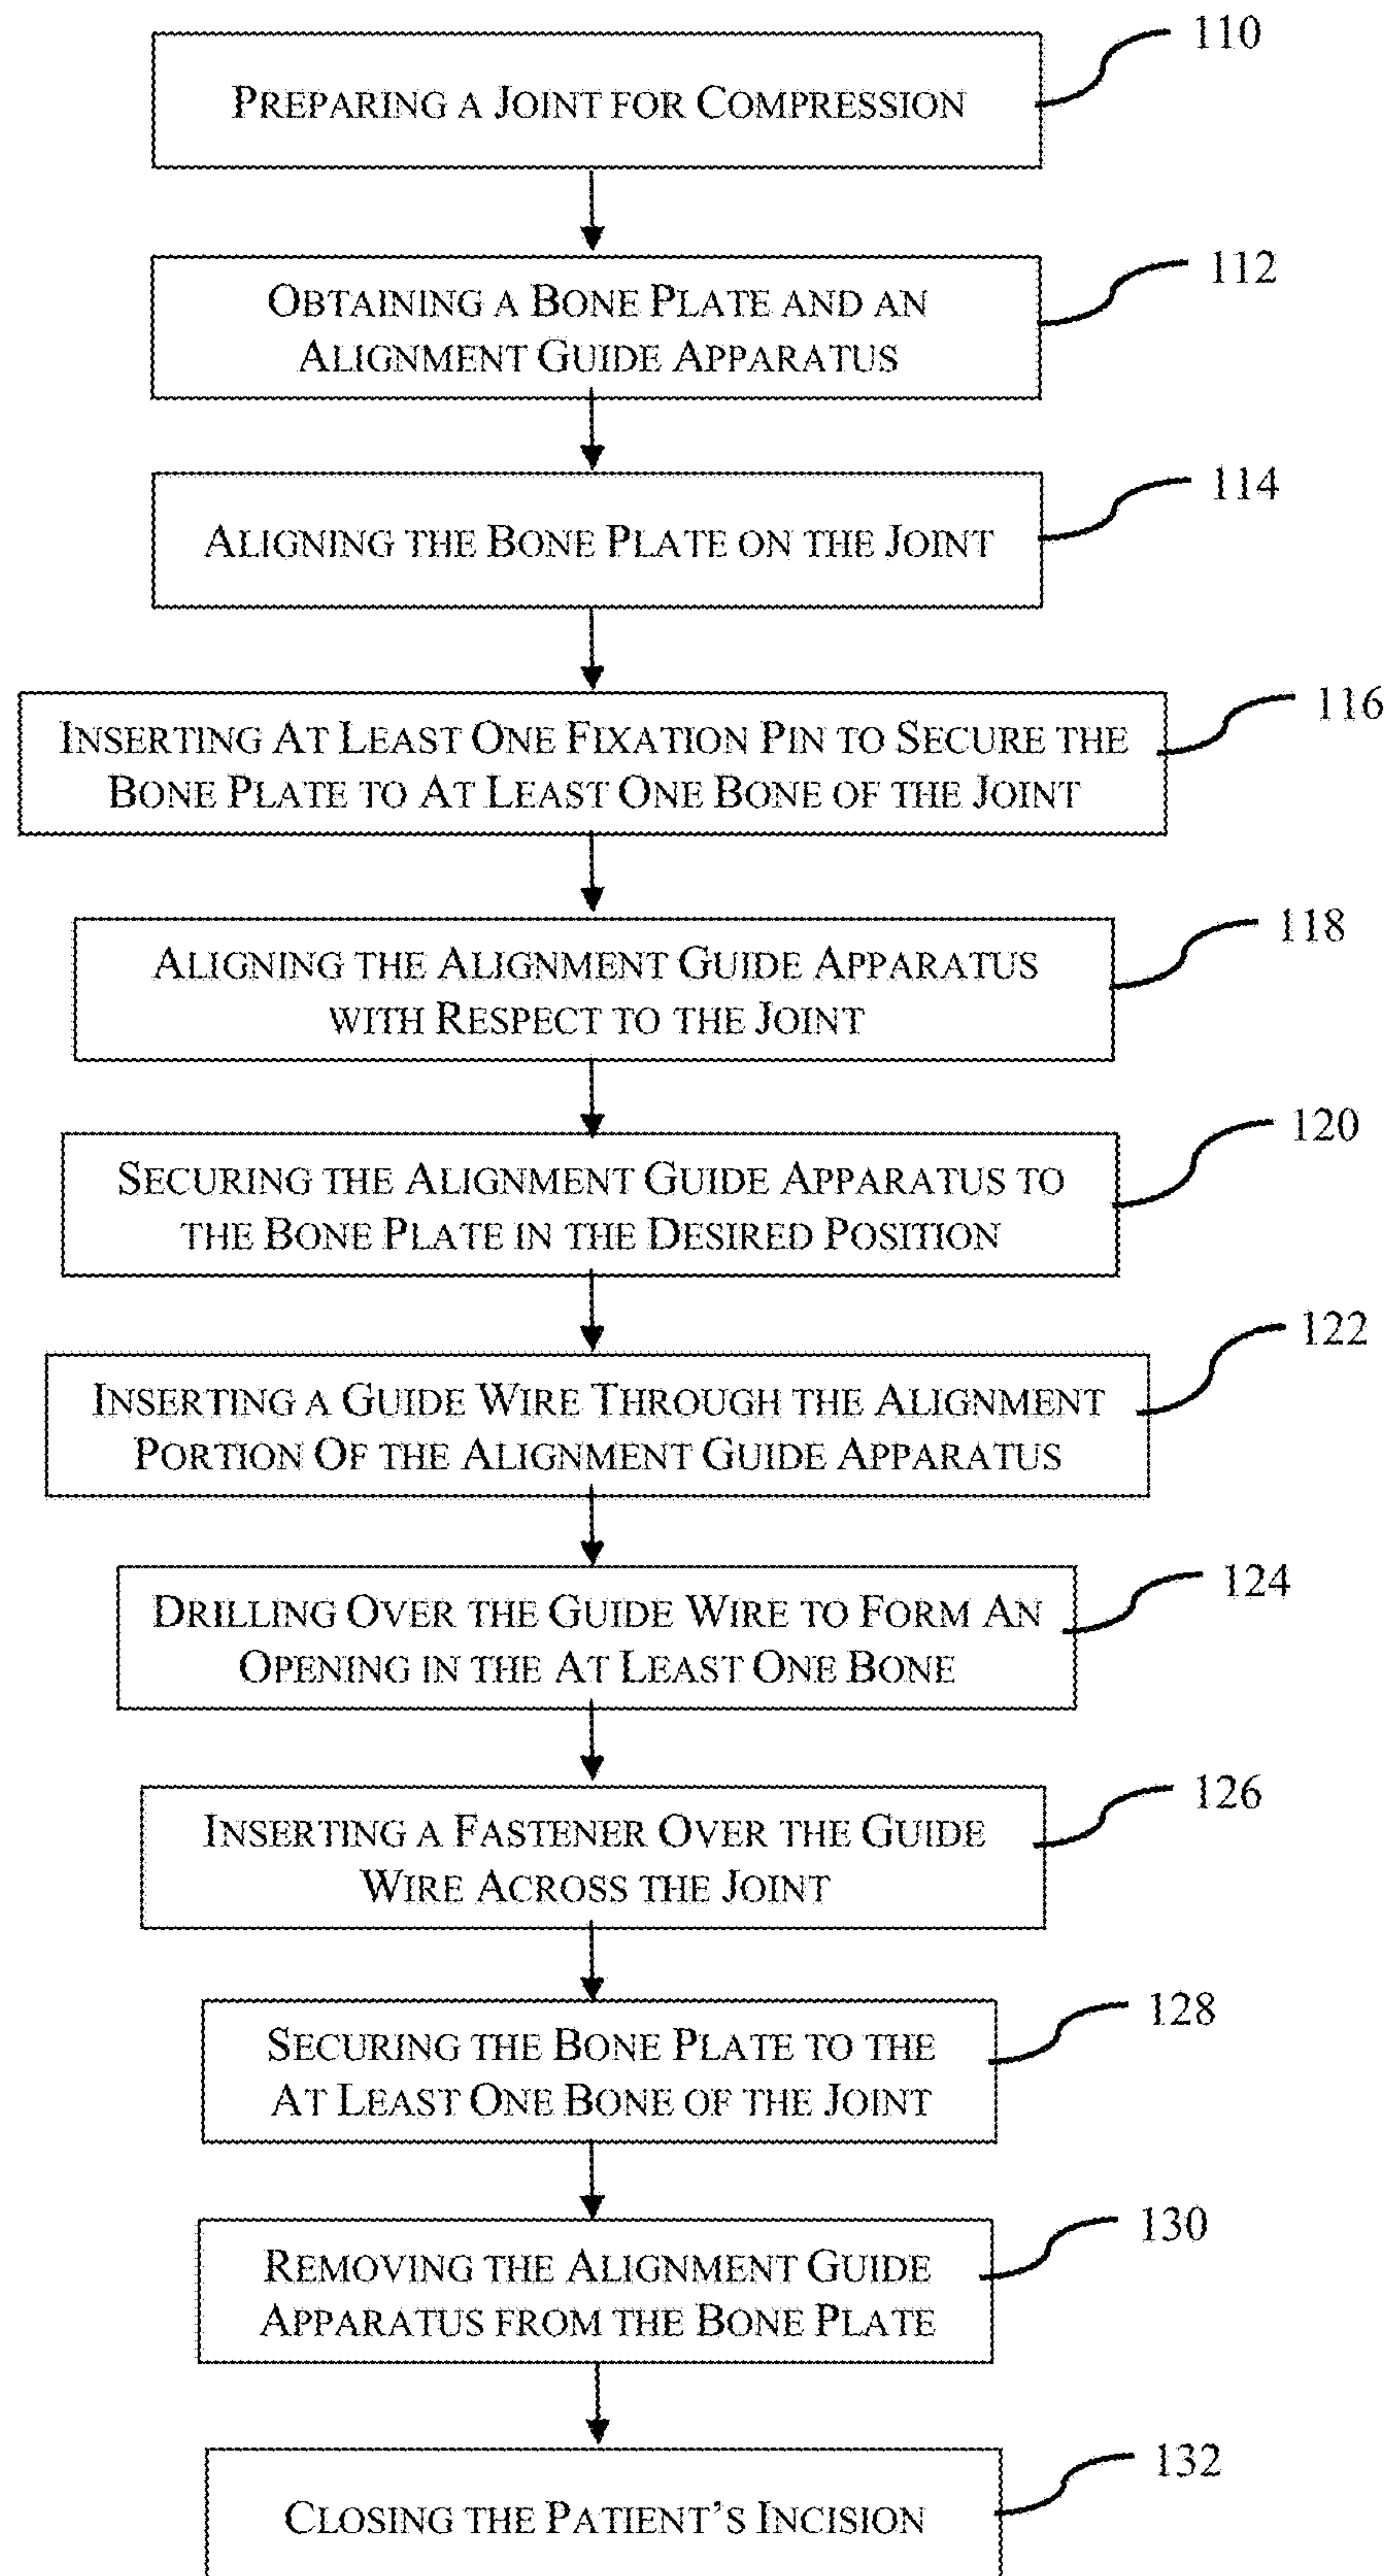 PREPARING A JOINT FOR COMPRESSION
110
OBTAINING A BONE PLATE AND AN
ALIGNMENT GUIDE APPARATUS
112
ALIGNING THE BONE PLATE ON THE JOINT
114
INSERTING AT LEAST ONE FIXATION PIN TO SECURE THE
BONE PLATE TO AT LEAST ONE BONE OF THE JOINT
116
ALIGNING THE ALIGNMENT GUIDE APPARATUS
WITH RESPECT TO THE JOINT
118
SECURING THE ALIGNMENT GUIDE APPARATUS TO
THE BONE PLATE IN THE DESIRED POSITION
120
INSERTING A GUIDE WIRE THROUGH THE ALIGNMENT
PORTION OF THE ALIGNMENT GUIDE APPARATUS
122
DRILLING OVER THE GUIDE WIRE TO FORM AN
OPENING IN THE AT LEAST ONE BONE
124
INSERTING A FASTENER OVER THE GUIDE
WIRE ACROSS THE JOINT
126
SECURING THE BONE PLATE TO THE
AT LEAST ONE BONE OF THE JOINT
128
REMOVING THE ALIGNMENT GUIDE
APPARATUS FROM THE BONE PLATE
130
CLOSING THE PATIENT'S INCISION
132